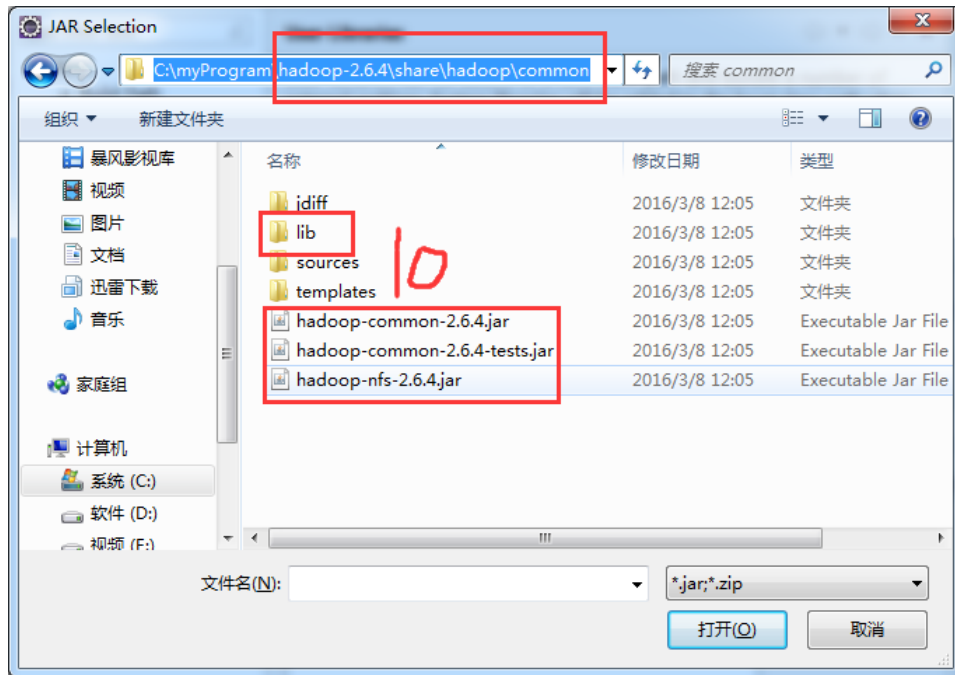 JAR Selection
C:\myProgram\hadoop-2.6.4\share\hadoop\common
搜索 common
组织
新建文件夹
暴风影视库
视频
图片
文档
迅雷下载
音乐
家庭组
计算机
系统 (C:)
软件 (D:)
视频 (E:)
名称 修改日期 类型
jdiff 2016/3/8 12:05 文件夹
lib 2016/3/8 12:05 文件夹
sources 2016/3/8 12:05 文件夹
templates 2016/3/8 12:05 文件夹
hadoop-common-2.6.4.jar 2016/3/8 12:05 Executable Jar File
hadoop-common-2.6.4-tests.jar 2016/3/8 12:05 Executable Jar File
hadoop-nfs-2.6.4.jar 2016/3/8 12:05 Executable Jar File
10
文件名(N):
*.jar;*.zip
打开(O)
取消